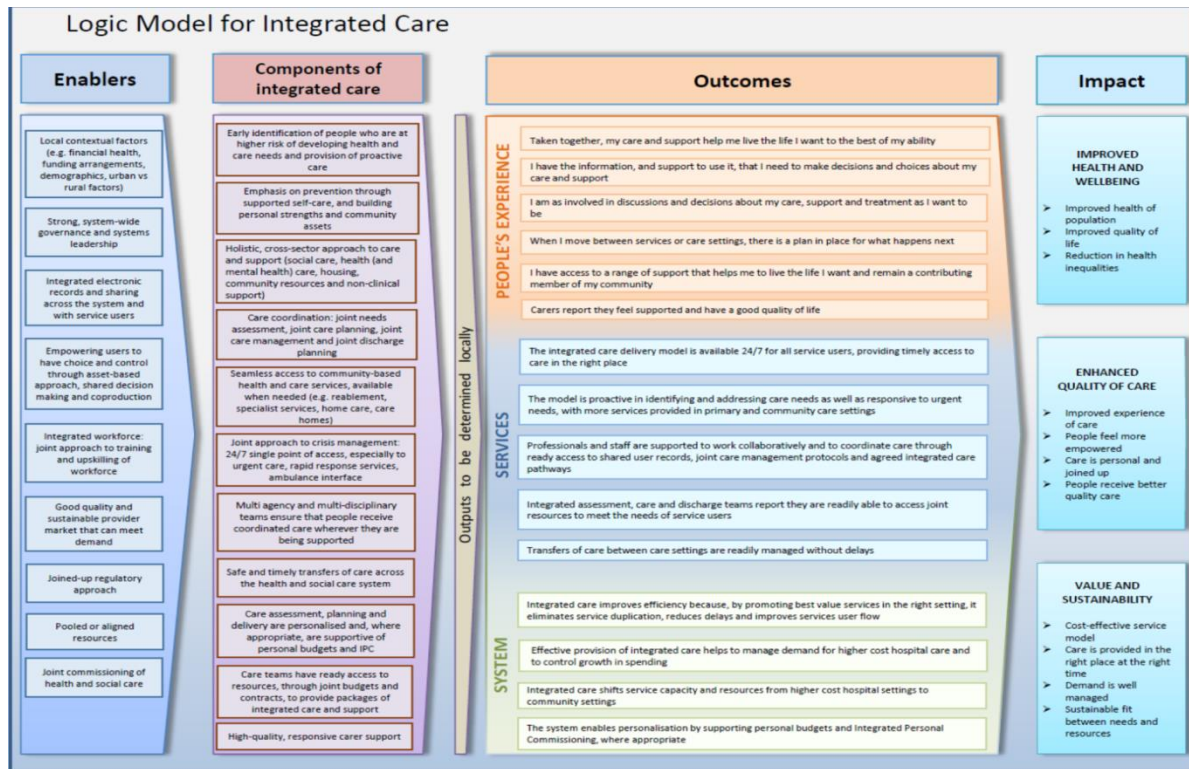 Logic Model for Integrated Care
Enablers
Local contextual factors
(e.g. financial health,
funding arrangements,
demographics, urban vs
rural factors)
Strong, system-wide
governance and systems
leadership
Integrated electronic
records and sharing
across the system and
with service users
Empowering users to
have choice and control
through asset-based
approach, shared decision
making and coproduction
Integrated workforce:
joint approach to training
and upskilling of
workforce
Good quality and
sustainable provider
market that can meet
demand
Joined-up regulatory
approach
Pooled or aligned
resources
Joint commissioning of
health and social care
Components of
integrated care
Early identification of people who are at
higher risk of developing health and
care needs and provision of proactive
care
Emphasis on prevention through
supported self-care, and building
personal strengths and community
assets
Holistic, cross-sector approach to care
and support (social care, health (and
mental health) care, housing,
community resources and non-clinical
support)
Care coordination: joint needs
assessment, joint care planning, joint
care management and joint discharge
planning
Seamless access to community-based
health and care services, available
when needed (e.g. reablement,
specialist services, home care, care
homes)
Joint approach to crisis management:
24/7 single point of access, especially to
urgent care, rapid response services,
ambulance interface
Multi agency and multi-disciplinary
teams ensure that people receive
coordinated care wherever they are
being supported
Safe and timely transfers of care across
the health and social care system
Care assessment, planning and
delivery are personalised and, where
appropriate, are supportive of
personal budgets and IPC
Care teams have ready access to
resources, through joint budgets and
contracts, to provide packages of
integrated care and support
High-quality, responsive carer support
Outputs to be determined locally
Outcomes
PEOPLE'S EXPERIENCE
Taken together, my care and support help me live the life I want to the best of my ability
I have the information, and support to use it, that I need to make decisions and choices about my
care and support
I am as involved in discussions and decisions about my care, support and treatment as I want to
be
When I move between services or care settings, there is a plan in place for what happens next
I have access to a range of support that helps me to live the life I want and remain a contributing
member of my community
Carers report they feel supported and have a good quality of life
SERVICES
The integrated care delivery model is available 24/7 for all service users, providing timely access to
care in the right place
The model is proactive in identifying and addressing care needs as well as responsive to urgent
needs, with more services provided in primary and community care settings
Professionals and staff are supported to work collaboratively and to coordinate care through
ready access to shared user records, joint care management protocols and agreed integrated care
pathways
Integrated assessment, care and discharge teams report they are readily able to access joint
resources to meet the needs of service users
Transfers of care between care settings are readily managed without delays
SYSTEM
Integrated care improves efficiency because, by promoting best value services in the right setting, it
eliminates service duplication, reduces delays and improves services user flow
Effective provision of integrated care helps to manage demand for higher cost hospital care and
to control growth in spending
Integrated care shifts service capacity and resources from higher cost hospital settings to
community settings
The system enables personalisation by supporting personal budgets and Integrated Personal
Commissioning, where appropriate
Impact
IMPROVED
HEALTH AND
WELLBEING
➢ Improved health of
population
➢ Improved quality of
life
➢ Reduction in health
inequalities
ENHANCED
QUALITY OF CARE
➢ Improved experience
of care
➢ People feel more
empowered
➢ Care is personal and
joined up
➢ People receive better
quality care
VALUE AND
SUSTAINABILITY
➢ Cost-effective service
model
➢ Care is provided in the
right place at the right
time
➢ Demand is well
managed
➢ Sustainable fit
between needs and
resources